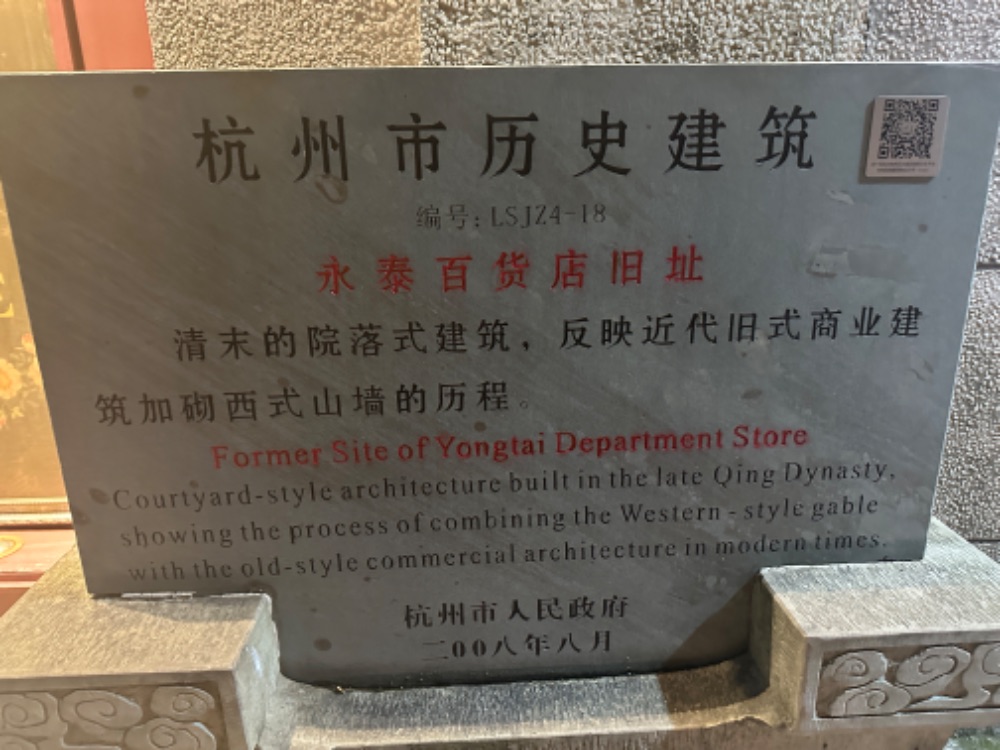 杭州市历史建筑
编号:LSJZ4-18
永泰百货店旧址
清末的院落式建筑，反映近代旧式商业建
筑加砌西式山墙的历程。
Former Site of Yongtai Department Store
Courtyard-style architecture built in the late Qing Dynasty,
showing the process of combining the Western-style gable
with the old-style commercial architecture in modern times.
杭州市人民政府
二00八年八月